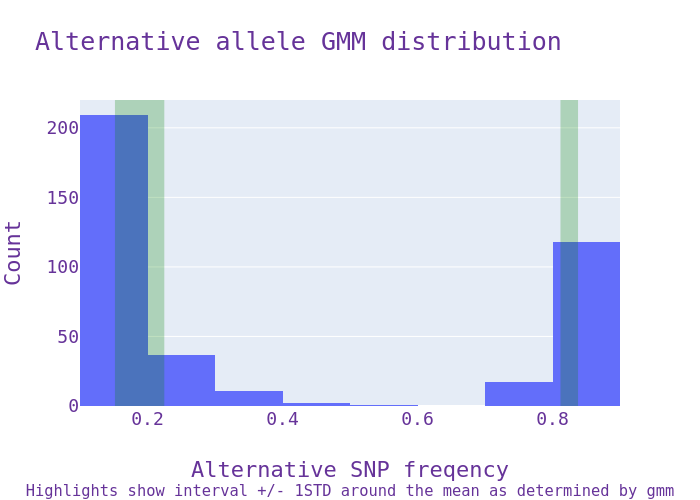 Alternative allele GMM distribution
200
150
100
50
0
Count
0.2 0.4 0.6 0.8
Alternative SNP freqency
Highlights show interval +/- 1STD around the mean as determined by gmm